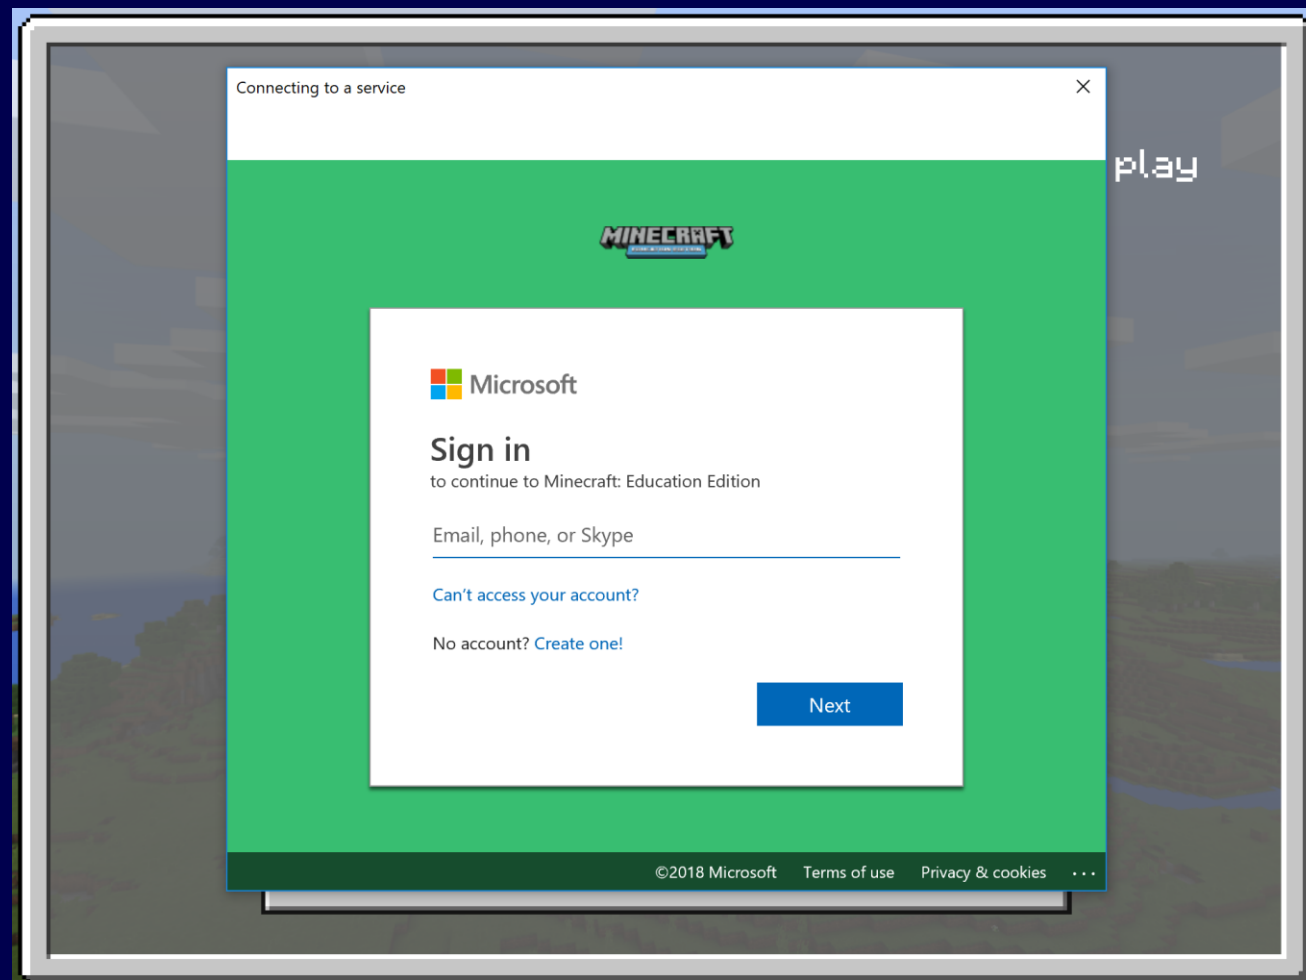 Connecting to a service
play
MINECRAFT
Microsoft
Sign in
to continue to Minecraft: Education Edition
Email, phone, or Skype
Can't access your account?
No account? Create one!
Next
©2018 Microsoft Terms of use Privacy & cookies ...